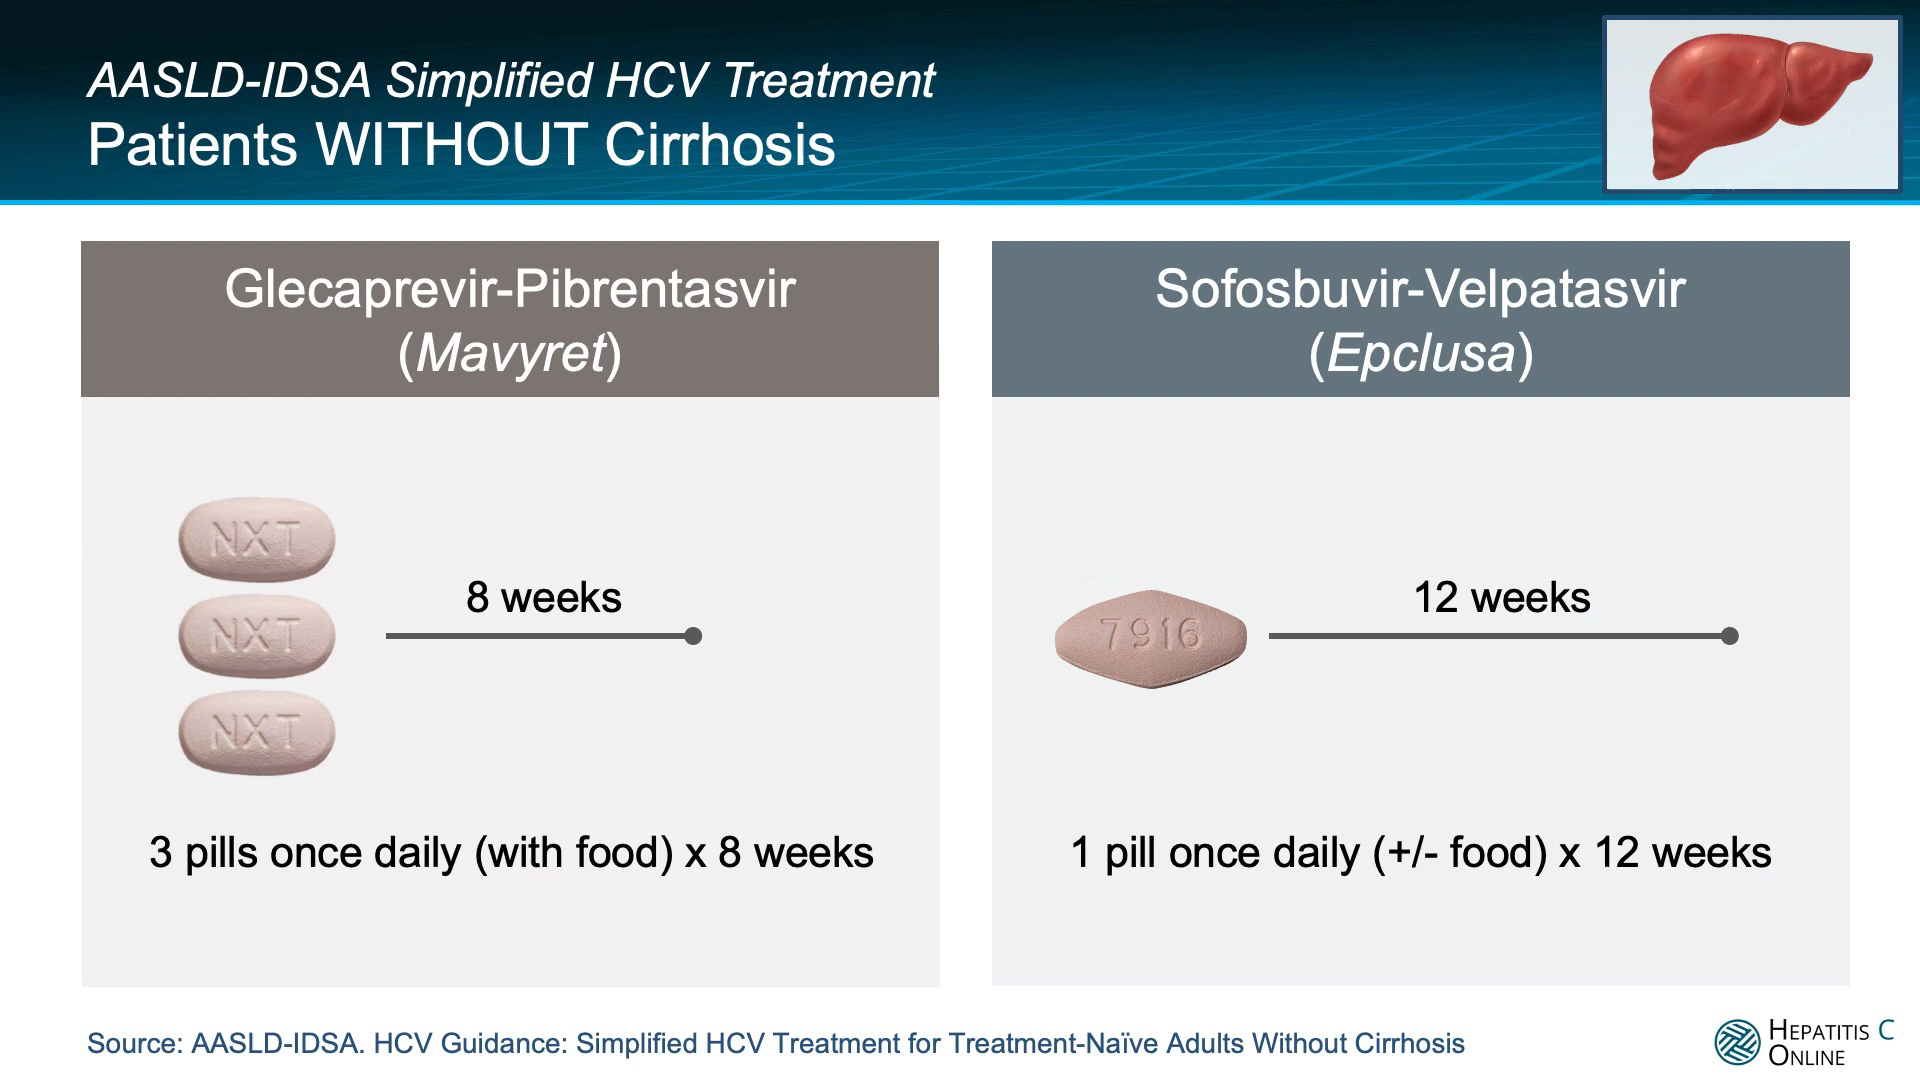 AASLD-IDSA Simplified HCV Treatment
Patients WITHOUT Cirrhosis
Glecaprevir-Pibrentasvir
(Mavyret)
NXT
NXT
NXT
8 weeks
3 pills once daily (with food) x 8 weeks
Sofosbuvir-Velpatasvir
(Epclusa)
7916
12 weeks
1 pill once daily (+/- food) x 12 weeks
Source: AASLD-IDSA. HCV Guidance: Simplified HCV Treatment for Treatment-Naïve Adults Without Cirrhosis
HEPATITIS C
ONLINE